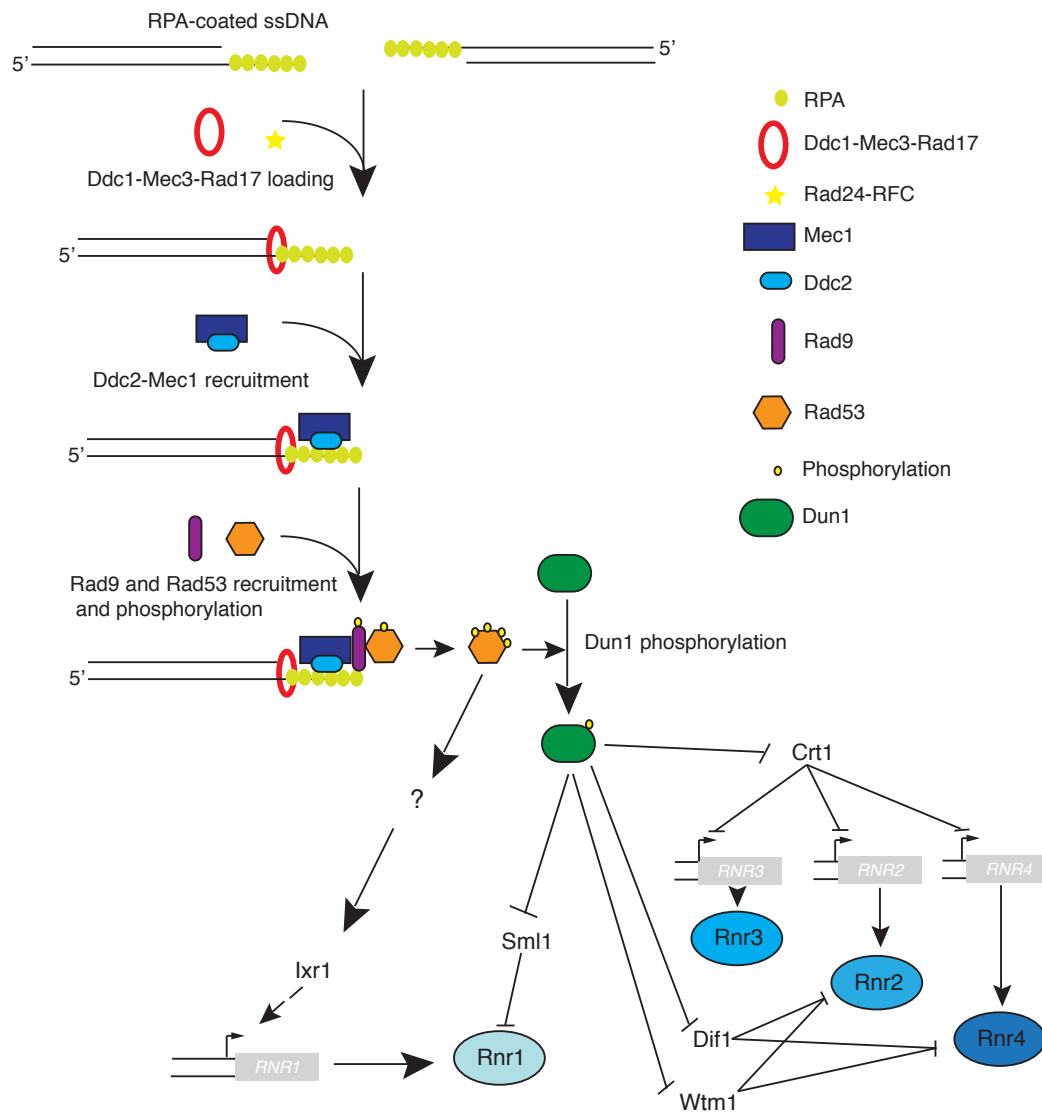 RPA-coated ssDNA
5’
5’
Ddc1-Mec3-Rad17 loading
5’
Ddc2-Mec1 recruitment
5’
Rad9 and Rad53 recruitment
and phosphorylation
5’
RPA
Ddc1-Mec3-Rad17
Rad24-RFC
Mec1
Ddc2
Rad9
Rad53
Phosphorylation
Dun1
Dun1 phosphorylation
?
Crt1
RNR3
RNR2
RNR4
Rnr3
Rnr2
Rnr4
Sml1
Ixr1
RNR1
Rnr1
Dif1
Wtm1